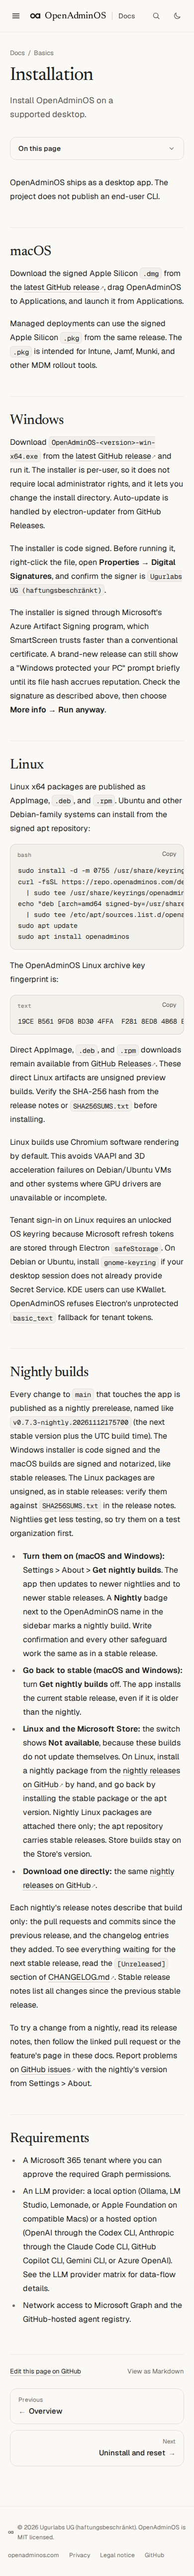 OpenAdminOS Docs
Docs / Basics
Installation
Install OpenAdminOS on a
supported desktop.
On this page
OpenAdminOS ships as a desktop app. The
project does not publish an end-user CLI.
macOS
Download the signed Apple Silicon .dmg from
the latest GitHub release, drag OpenAdminOS
to Applications, and launch it from Applications.
Managed deployments can use the signed
Apple Silicon .pkg from the same release. The
.pkg is intended for Intune, Jamf, Munki, and
other MDM rollout tools.
Windows
Download OpenAdminOS-<version>-win-
x64.exe from the latest GitHub release and
run it. The installer is per-user, so it does not
require local administrator rights, and it lets you
change the install directory. Auto-update is
handled by electron-updater from GitHub
Releases.
The installer is code signed. Before running it,
right-click the file, open Properties → Digital
Signatures, and confirm the signer is Ugurlabs
UG (haftungsbeschränkt).
The installer is signed through Microsoft's
Azure Artifact Signing program, which
SmartScreen trusts faster than a conventional
certificate. A brand-new release can still show
a "Windows protected your PC" prompt briefly
until its file hash accrues reputation. Check the
signature as described above, then choose
More info → Run anyway.
Linux
Linux x64 packages are published as
AppImage, .deb, and .rpm. Ubuntu and other
Debian-family systems can install from the
signed apt repository:
bash Copy
sudo install -d -m 0755 /usr/share/keyring
curl -fsSL https://repo.openadminos.com/de
| sudo tee /usr/share/keyrings/openadmin
echo "deb [arch=amd64 signed-by=/usr/share
| sudo tee /etc/apt/sources.list.d/opena
sudo apt update
sudo apt install openadminos
The OpenAdminOS Linux archive key
fingerprint is:
text Copy
19CE B561 9FDB BD30 4FFA F281 BED8 4B68 E
Direct AppImage, .deb, and .rpm downloads
remain available from GitHub Releases. These
direct Linux artifacts are unsigned preview
builds. Verify the SHA-256 hash from the
release notes or SHA256SUMS.txt before
installing.
Linux builds use Chromium software rendering
by default. This avoids VAAPI and 3D
acceleration failures on Debian/Ubuntu VMs
and other systems where GPU drivers are
unavailable or incomplete.
Tenant sign-in on Linux requires an unlocked
OS keyring because Microsoft refresh tokens
are stored through Electron safeStorage. On
Debian or Ubuntu, install gnome-keyring if your
desktop session does not already provide
Secret Service. KDE users can use KWallet.
OpenAdminOS refuses Electron's unprotected
basic_text fallback for tenant tokens.
Nightly builds
Every change to main that touches the app is
published as a nightly prerelease, named like
v0.7.3-nightly.20261112175700 (the next
stable version plus the UTC build time). The
Windows installer is code signed and the
macOS builds are signed and notarized, like
stable releases. The Linux packages are
unsigned, as in stable releases: verify them
against SHA256SUMS.txt in the release notes.
Nightlies get less testing, so try them on a test
organization first.
• Turn them on (macOS and Windows):
Settings > About > Get nightly builds. The
app then updates to newer nightlies and to
newer stable releases. A Nightly badge
next to the OpenAdminOS name in the
sidebar marks a nightly build. Write
confirmation and every other safeguard
work the same as in a stable release.
• Go back to stable (macOS and Windows):
turn Get nightly builds off. The app installs
the current stable release, even if it is older
than the nightly.
• Linux and the Microsoft Store: the switch
shows Not available, because these builds
do not update themselves. On Linux, install
a nightly package from the nightly releases
on GitHub by hand, and go back by
installing the stable package or the apt
version. Nightly Linux packages are
attached there only; the apt repository
carries stable releases. Store builds stay on
the Store's version.
• Download one directly: the same nightly
releases on GitHub.
Each nightly's release notes describe that build
only: the pull requests and commits since the
previous release, and the changelog entries
they added. To see everything waiting for the
next stable release, read the [Unreleased]
section of CHANGELOG.md. Stable release
notes list all changes since the previous stable
release.
To try a change from a nightly, read its release
notes, then follow the linked pull request or the
feature's page in these docs. Report problems
on GitHub issues with the nightly's version
from Settings > About.
Requirements
• A Microsoft 365 tenant where you can
approve the required Graph permissions.
• An LLM provider: a local option (Ollama, LM
Studio, Lemonade, or Apple Foundation on
compatible Macs) or a hosted option
(OpenAI through the Codex CLI, Anthropic
through the Claude Code CLI, GitHub
Copilot CLI, Gemini CLI, or Azure OpenAI).
See the LLM provider matrix for data-flow
details.
• Network access to Microsoft Graph and the
GitHub-hosted agent registry.
Edit this page on GitHub View as Markdown
Previous
← Overview
Next
Uninstall and reset →
© 2026 Ugurlabs UG (haftungsbeschränkt). OpenAdminOS is
MIT licensed.
openadminos.com Privacy Legal notice GitHub